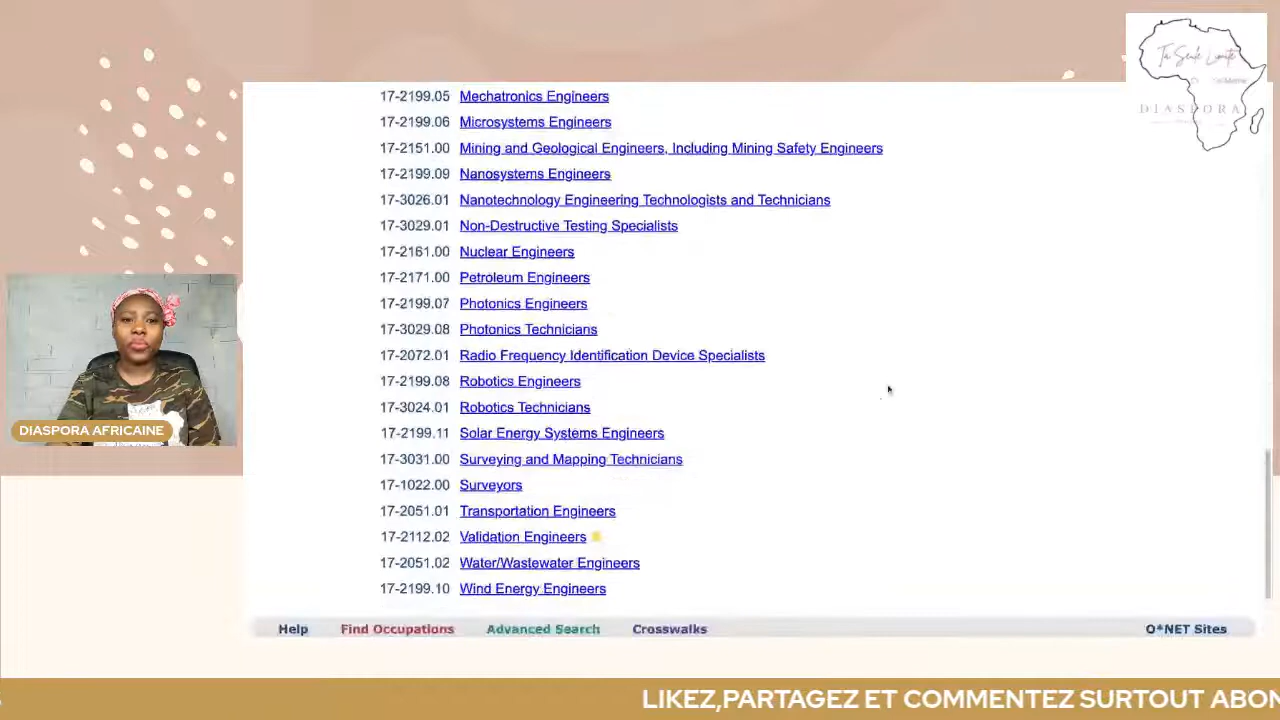 Ta Seule Limite
DIASPORA
17-2199.05 Mechatronics Engineers
17-2199.06 Microsystems Engineers
17-2151.00 Mining and Geological Engineers, Including Mining Safety Engineers
17-2199.09 Nanosystems Engineers
17-3026.01 Nanotechnology Engineering Technologists and Technicians
17-3029.01 Non-Destructive Testing Specialists
17-2161.00 Nuclear Engineers
17-2171.00 Petroleum Engineers
17-2199.07 Photonics Engineers
17-3029.08 Photonics Technicians
17-2072.01 Radio Frequency Identification Device Specialists
17-2199.08 Robotics Engineers
17-3024.01 Robotics Technicians
17-2199.11 Solar Energy Systems Engineers
17-3031.00 Surveying and Mapping Technicians
17-1022.00 Surveyors
17-2051.01 Transportation Engineers
17-2112.02 Validation Engineers
17-2051.02 Water/Wastewater Engineers
17-2199.10 Wind Energy Engineers
DIASPORA AFRICAINE
Help Find Occupations Advanced Search Crosswalks O*NET Sites
LIKEZ,PARTAGEZ ET COMMENTEZ SURTOUT ABON